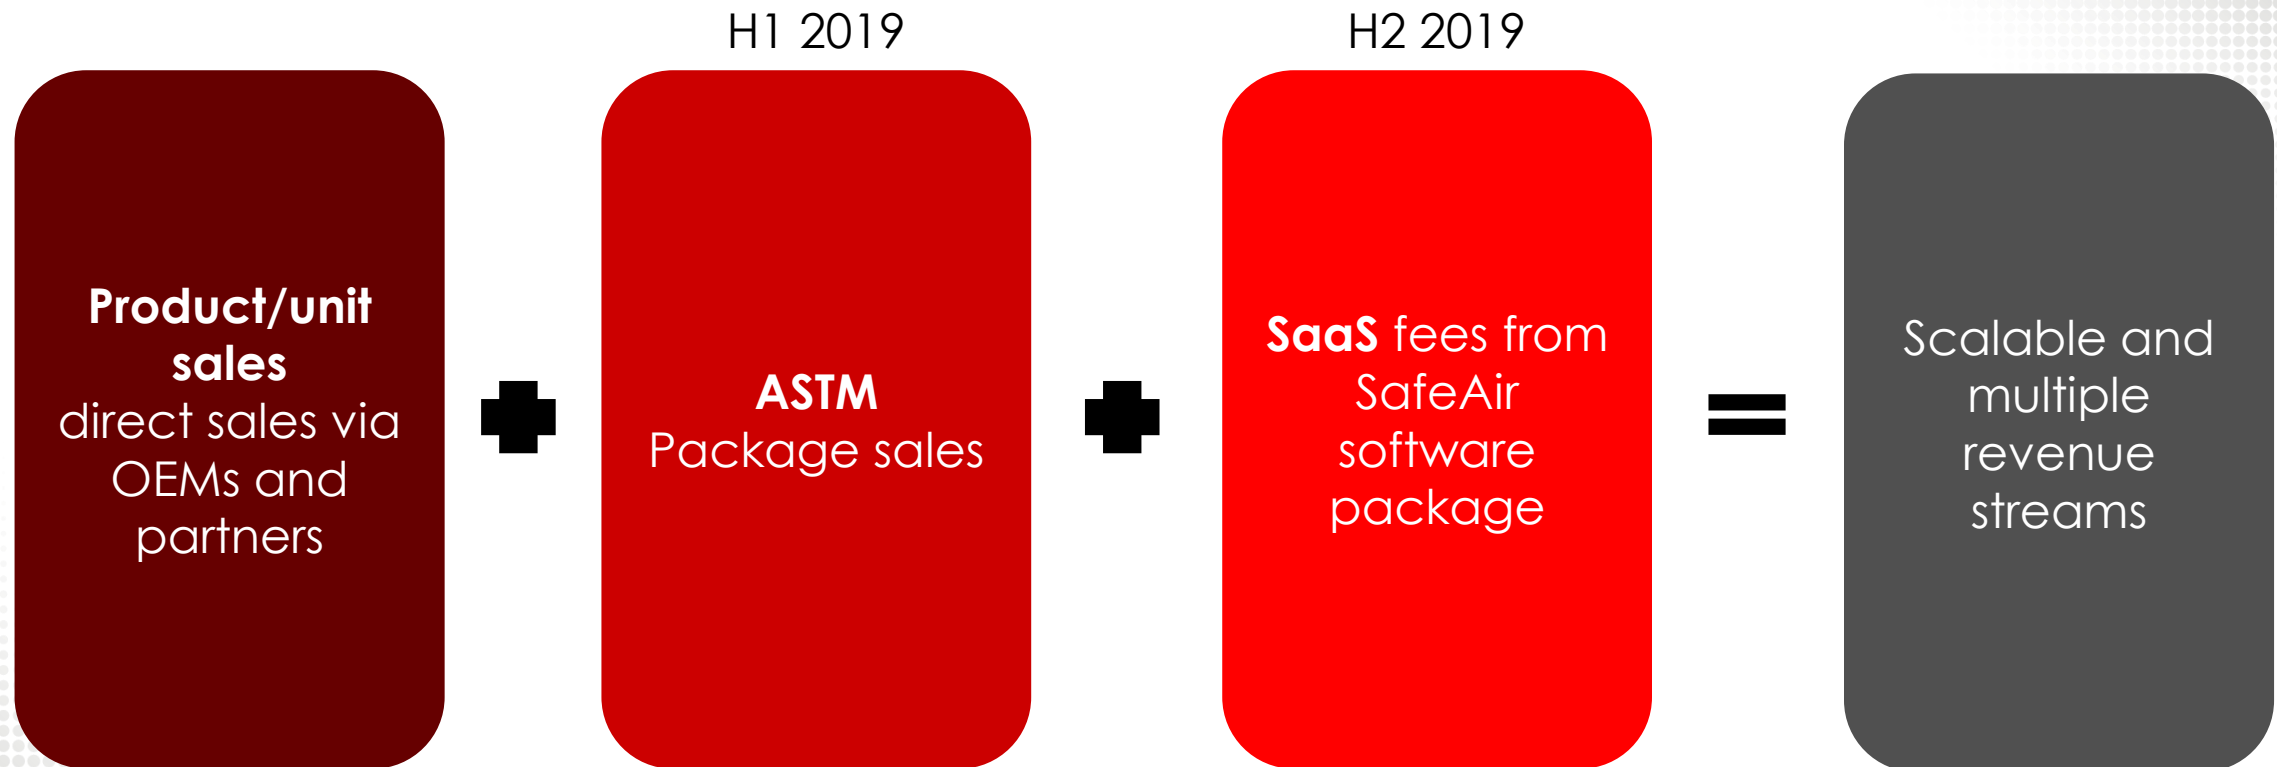 H1 2019
H2 2019
Product/unit
sales
direct sales via
OEMs and
partners
ASTM
Package sales
SaaS fees from
SafeAir
software
package
Scalable and
multiple
revenue
streams